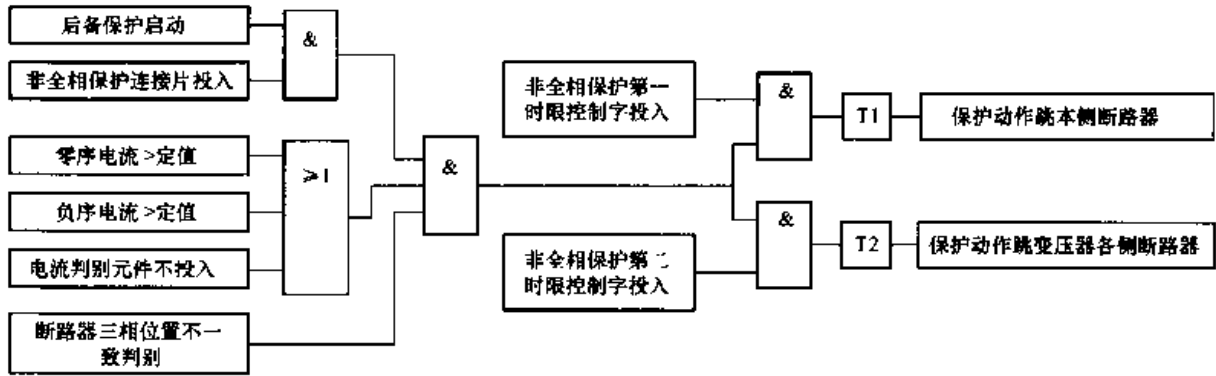 后备保护启动
&
非全相保护连接片投入
零序电流>定值
≥1
负序电流>定值
电流判别元件不投入
断路器三相位置不一
致判别
&
非全相保护第一
时限控制字投入
&
T1
保护动作跳本侧断路器
非全相保护第二
时限控制字投入
&
T2
保护动作跳变压器各侧断路器